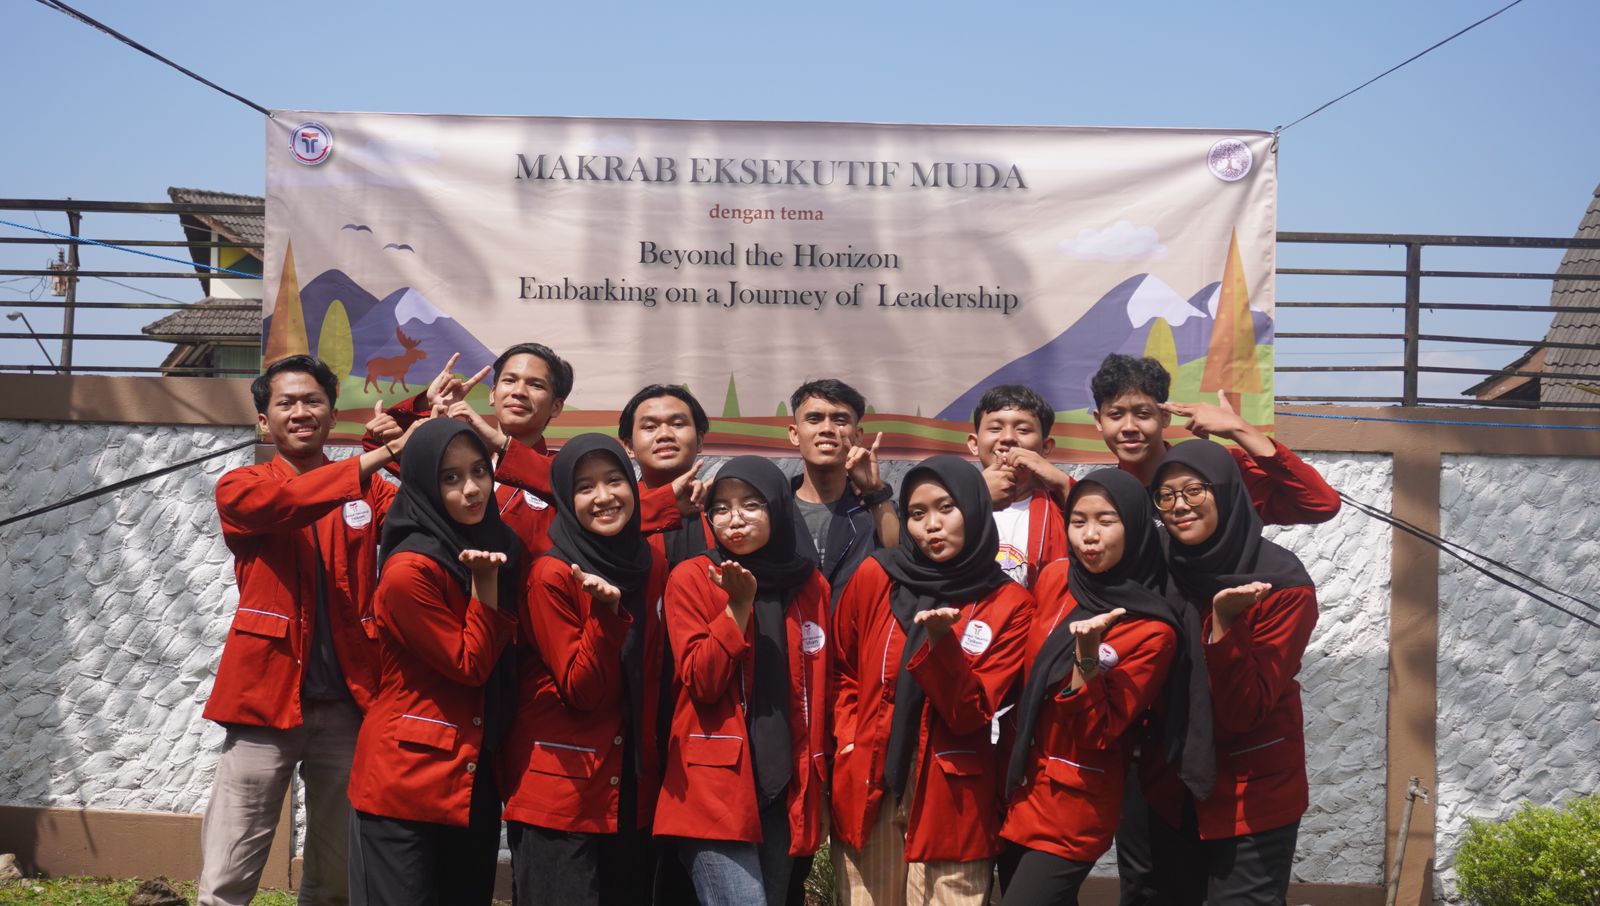 MAKRAB EKSEKUTIF MUDA
dengan tema
Beyond the Horizon
Embarking on a Journey of Leadership